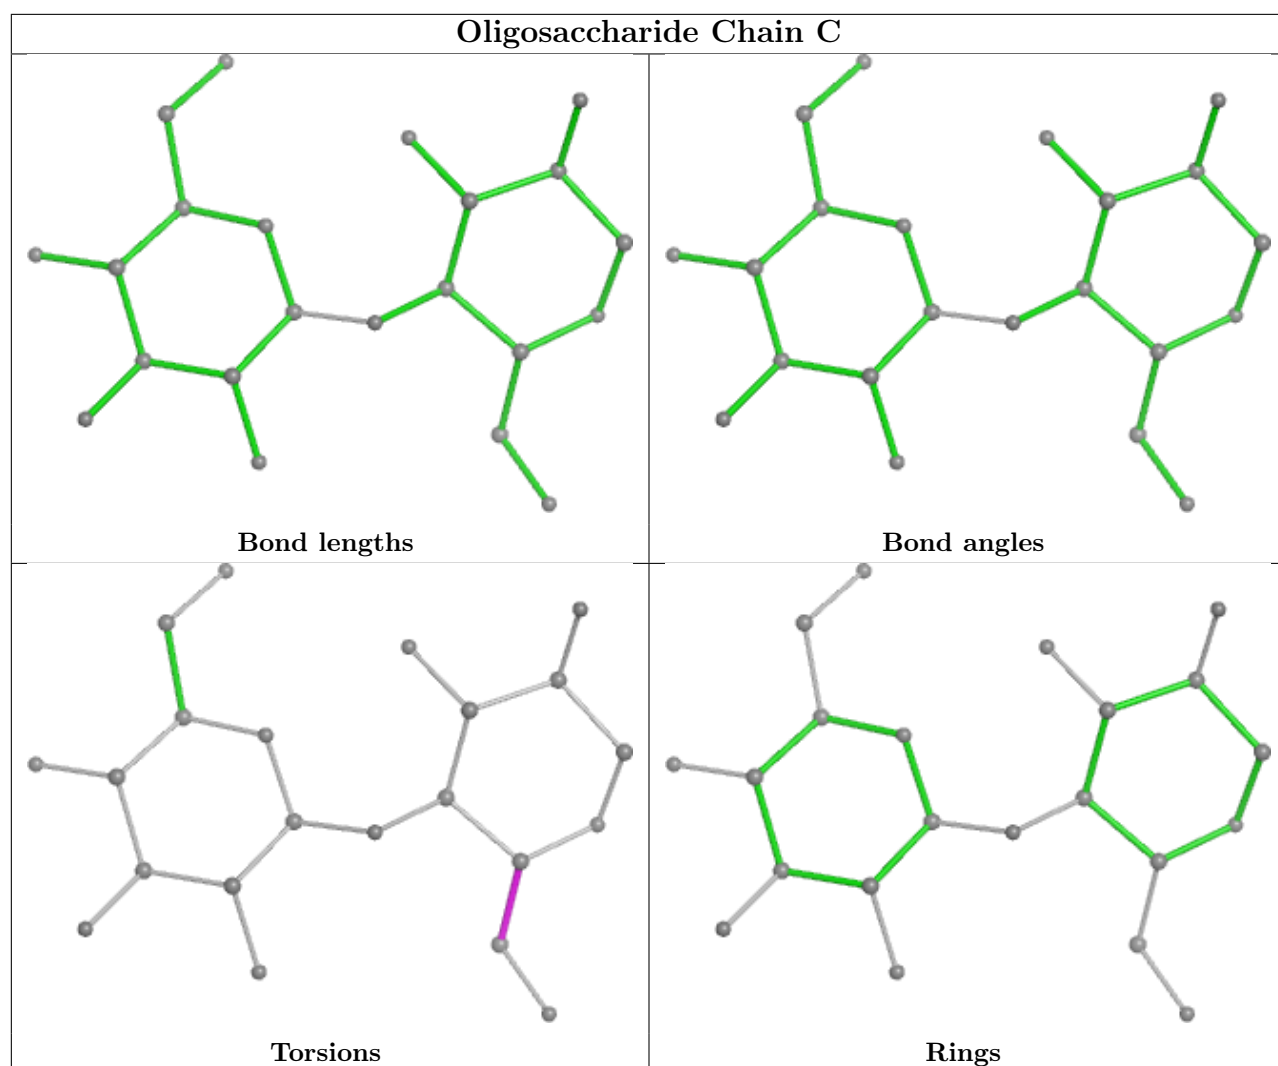 Oligosaccharide Chain C
Bond lengths
Bond angles
Torsions
Rings